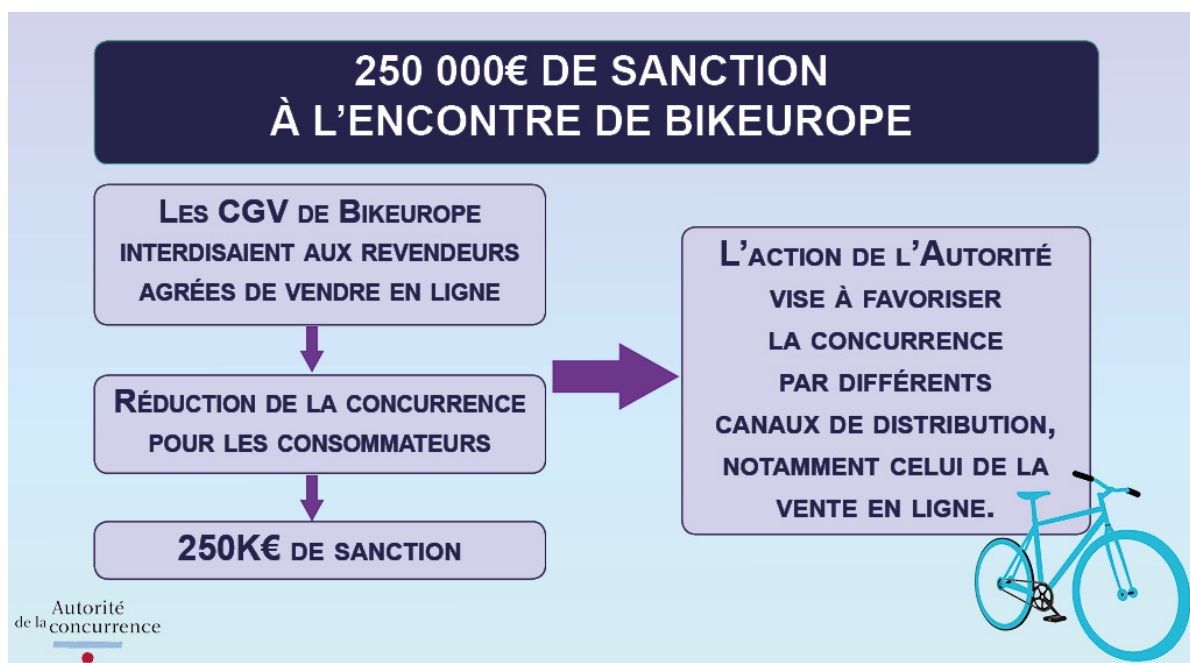 250 000€ DE SANCTION
À L’ENCONTRE DE BIKEUROPE
LES CGV DE BIKEUROPE
INTERDISAIENT AUX REVENDEURS
AGRÉES DE VENDRE EN LIGNE
RÉDUCTION DE LA CONCURRENCE
POUR LES CONSOMMATEURS
250K€ DE SANCTION
L’ACTION DE L’AUTORITÉ
VISE À FAVORISER
LA CONCURRENCE
PAR DIFFÉRENTS
CANAUX DE DISTRIBUTION,
NOTAMMENT CELUI DE LA
VENTE EN LIGNE.
Autorité
de la concurrence